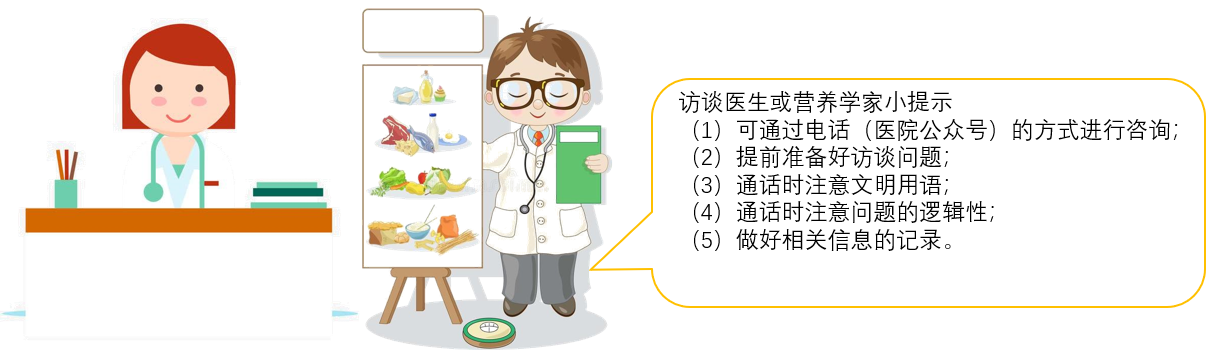 访谈医生或营养学家小提示
（1）可通过电话（医院公众号）的方式进行咨询；
（2）提前准备好访谈问题；
（3）通话时注意文明用语；
（4）通话时注意问题的逻辑性；
（5）做好相关信息的记录。